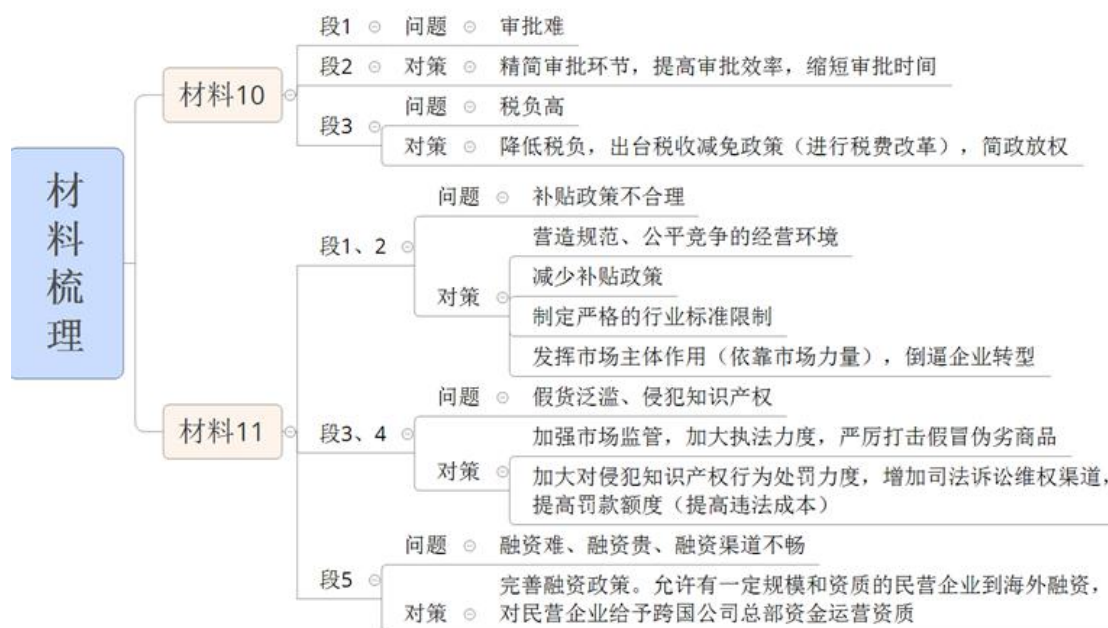 材料梳理
材料10
段1 问题 审批难
段2 对策 精简审批环节，提高审批效率，缩短审批时间
段3
问题 税负高
对策 降低税负，出台税收减免政策（进行税费改革），简政放权
材料11
段1、2
问题 补贴政策不合理
对策
营造规范、公平竞争的经营环境
减少补贴政策
制定严格的行业标准限制
发挥市场主体作用（依靠市场力量），倒逼企业转型
段3、4
问题 假货泛滥、侵犯知识产权
对策
加强市场监管，加大执法力度，严厉打击假冒伪劣商品
加大对侵犯知识产权行为处罚力度，增加司法诉讼维权渠道，
提高罚款额度（提高违法成本）
段5
问题 融资难、融资贵、融资渠道不畅
对策
完善融资政策。允许有一定规模和资质的民营企业到海外融资，
对民营企业给予跨国公司总部资金运营资质